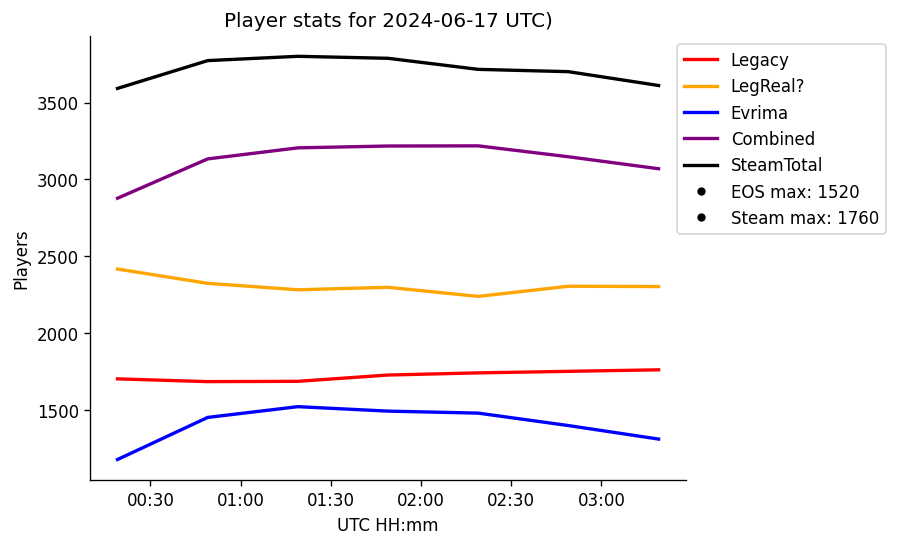 Player stats for 2024-06-17 UTC)
Legacy
LegReal?
Evrima
Combined
SteamTotal
EOS max: 1520
Steam max: 1760
Players
3500
3000
2500
2000
1500
00:30
01:00
01:30
02:00
02:30
03:00
UTC HH:mm